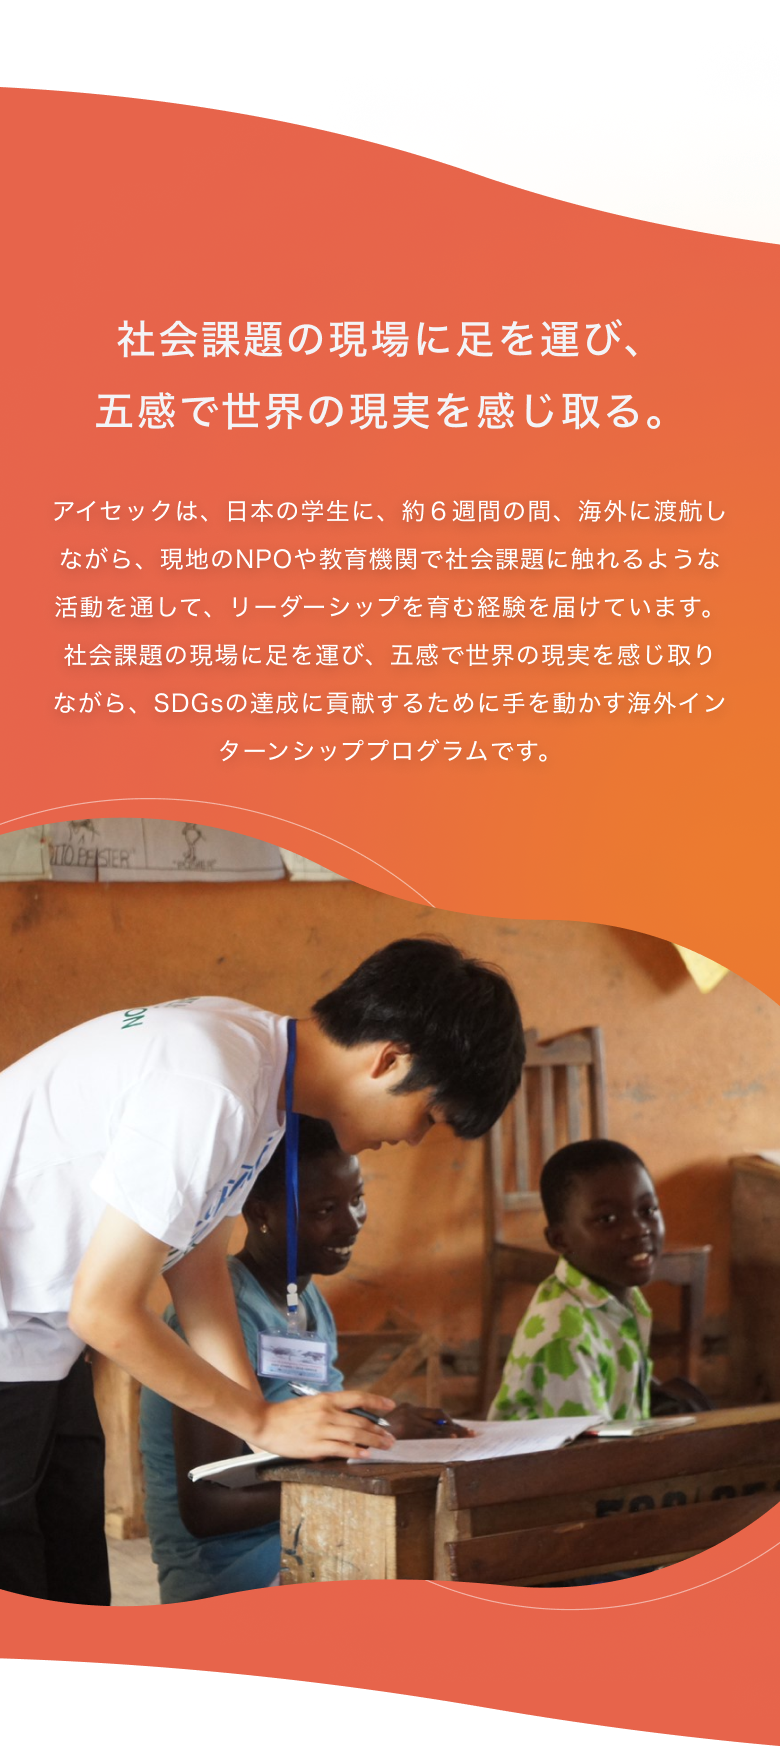 社会課題の現場に足を運び、
五感で世界の現実を感じ取る。
アイセックは、日本の学生に、約６週間の間、海外に渡航し
ながら、現地のNPOや教育機関で社会課題に触れるような
活動を通して、リーダーシップを育む経験を届けています。
社会課題の現場に足を運び、五感で世界の現実を感じ取り
ながら、SDGsの達成に貢献するために手を動かす海外イン
ターンシッププログラムです。